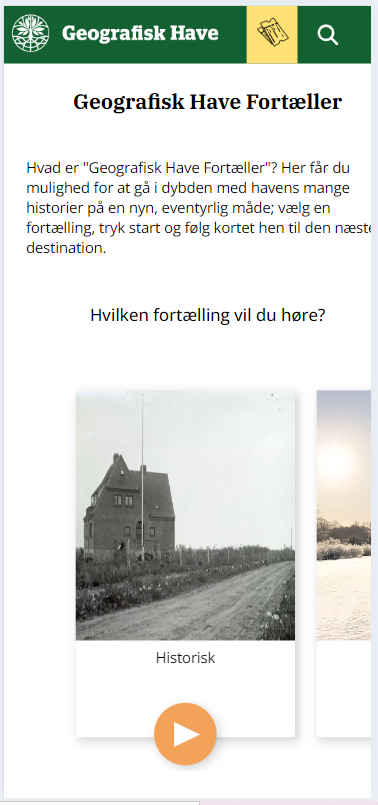 Geografisk Have
Geografisk Have Fortæller
Hvad er "Geografisk Have Fortæller"? Her får du
mulighed for at gå i dybden med havens mange
historier på en nyn, eventyrlig måde; vælg en
fortælling, tryk start og følg kortet hen til den næste
destination.
Hvilken fortælling vil du høre?
Historisk